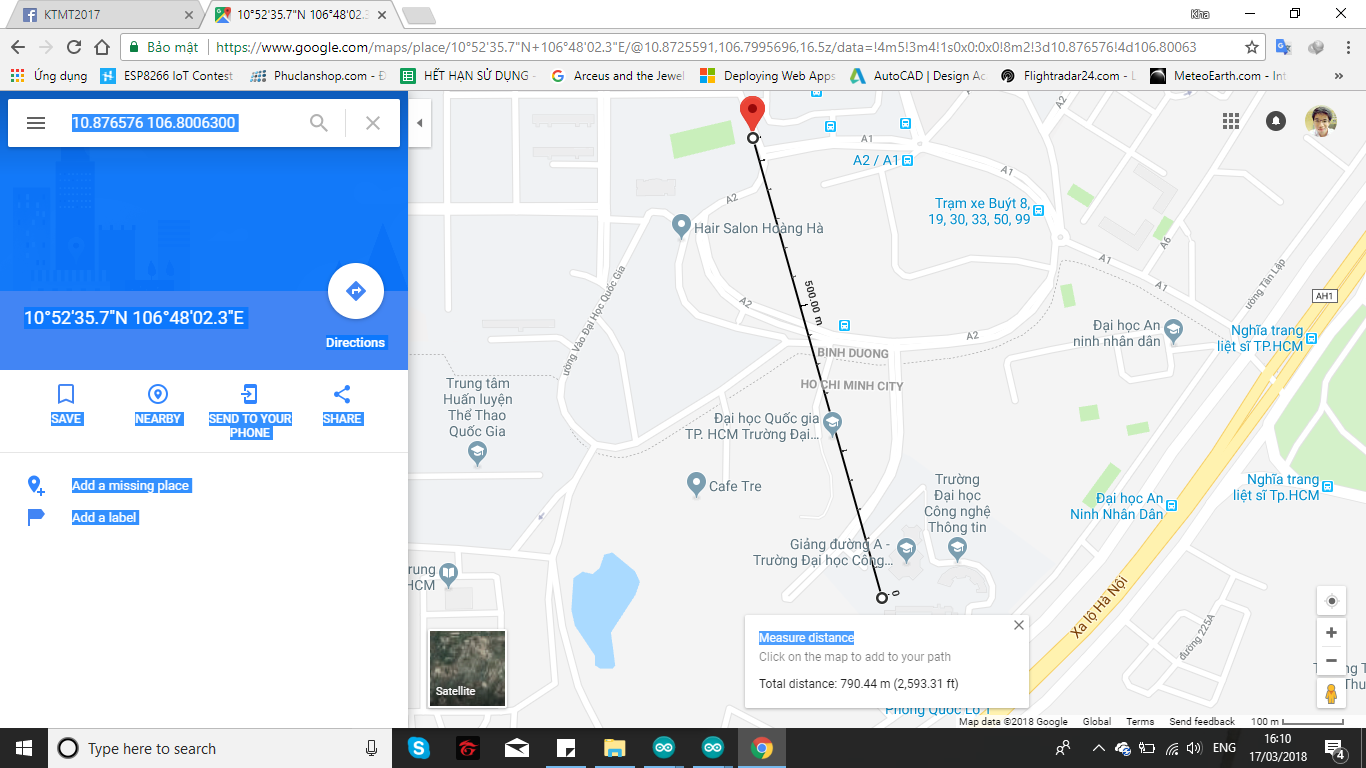 KTMT2017
10°52'35.7"N 106°48'02.3
Kha
Bảo mật
https://www.google.com/maps/place/10°52'35.7"N+106°48'02.3"E/@10.8725591,106.7995696,16.5z/data=!4m5!3m4!1s0x0:0x0!8m2!3d10.876576!4d106.80063
Ứng dụng
ESP8266 IoT Contest
Phuclanshop.com - Đ
HẾT HẠN SỬ DỤNG -
Arceus and the Jewel
Deploying Web Apps
AutoCAD | Design Ac
Flightradar24.com - L
MeteoEarth.com - Int
10.876576 106.8006300
10°52'35.7"N 106°48'02.3"E
Directions
SAVE
NEARBY
SEND TO YOUR
PHONE
SHARE
Add a missing place
Add a label
A2
A1
A2 / A1
A1
Trạm xe Buýt 8,
19, 30, 33, 50, 99
A2
Hair Salon Hoàng Hà
A6
A1
ường Tân Lập
ường Vào Đại Học Quốc Gia
500.00 m
A2
AH1
A2
Đại học An
ninh nhân dân
Nghĩa trang
liệt sĩ TP.HCM
BINH DUONG
HO CHI MINH CITY
Trung tâm
Huấn luyện
Thể Thao
Quốc Gia
Đại học Quốc gia
TP. HCM Trường Đại...
Cafe Tre
Trường
Đại học
Công nghệ
Thông tin
Nghĩa trang
liệt sĩ Tp.HCM
Đại học An
Ninh Nhân Dân
Giảng đường A -
Trường Đại học Công...
rung
HCM
0
Xa lộ Hà Nội
đường 225A
Measure distance
Click on the map to add to your path
Total distance: 790.44 m (2,593.31 ft)
Satellite
Phong Quốc Lộ 1
Map data ©2018 Google
Global
Terms
Send feedback
100 m
Type here to search
ENG
16:10
17/03/2018
4